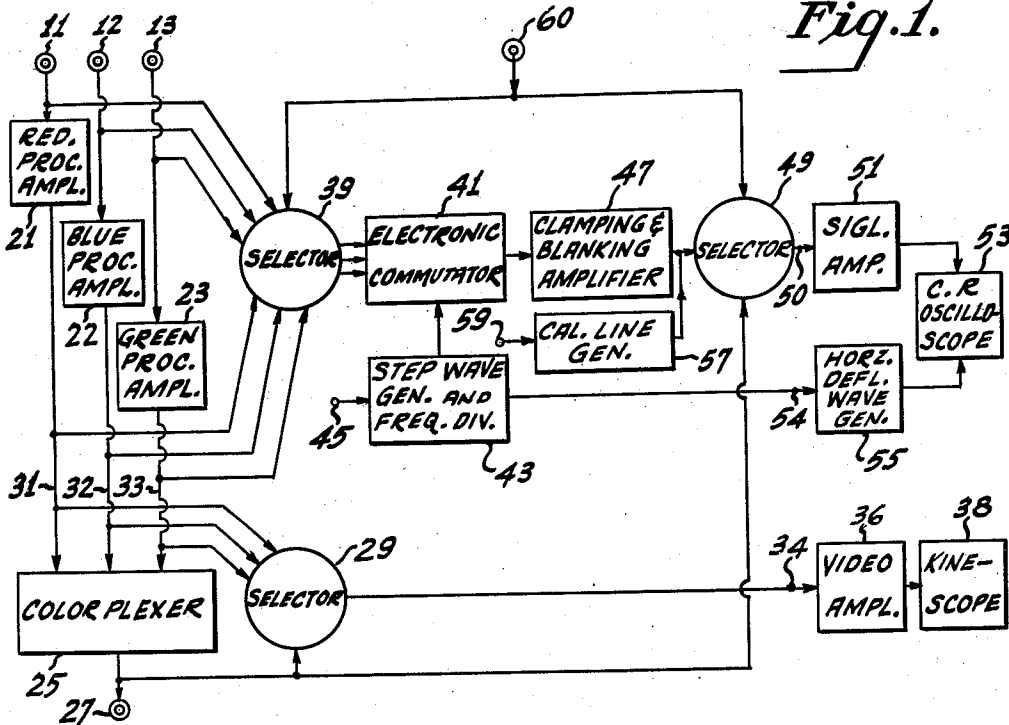 Fig.1.
11
12
13
60
RED.
PROC.
AMPL.
21
BLUE
PROC.
AMPL.
22
23
GREEN
PROC.
AMPL.
39
SELECTOR
41
ELECTRONIC
COMMUTATOR
47
CLAMPING &
BLANKING
AMPLIFIER
49
SELECTOR
50
51
SIGL.
AMP.
53
C.R
OSCILLO-
SCOPE
59
CAL. LINE
GEN.
57
45
STEP WAVE
GEN. AND
FREQ. DIV.
43
54
HORZ.
DEFL.
WAVE
GEN.
55
31
32
33
29
SELECTOR
34
36
VIDEO
AMPL.
38
KINE-
SCOPE
COLOR PLEXER
25
27